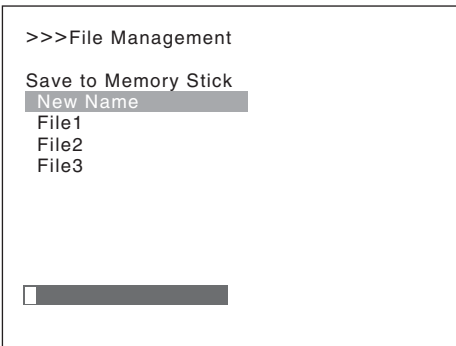 >>>File Management
Save to Memory Stick
New Name
File1
File2
File3